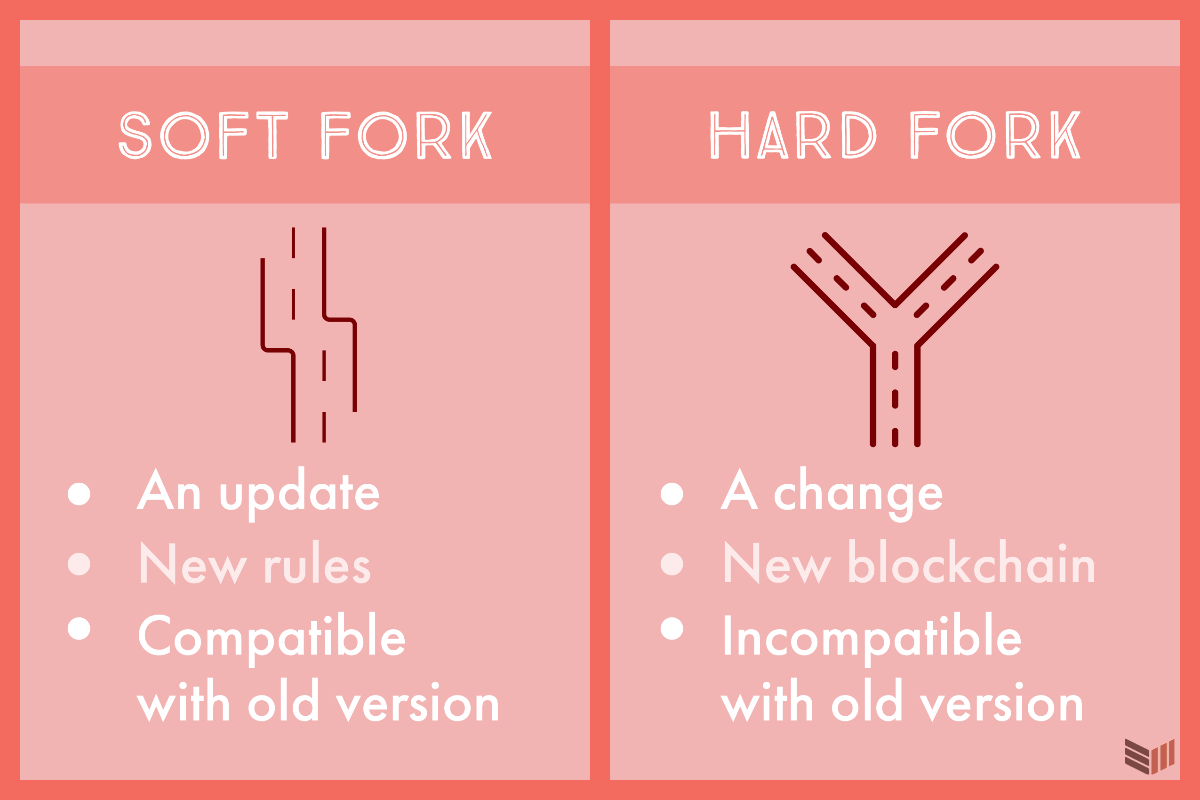 SOFT FORK
• An update
• New rules
• Compatible
with old version
HARD FORK
• A change
• New blockchain
• Incompatible
with old version